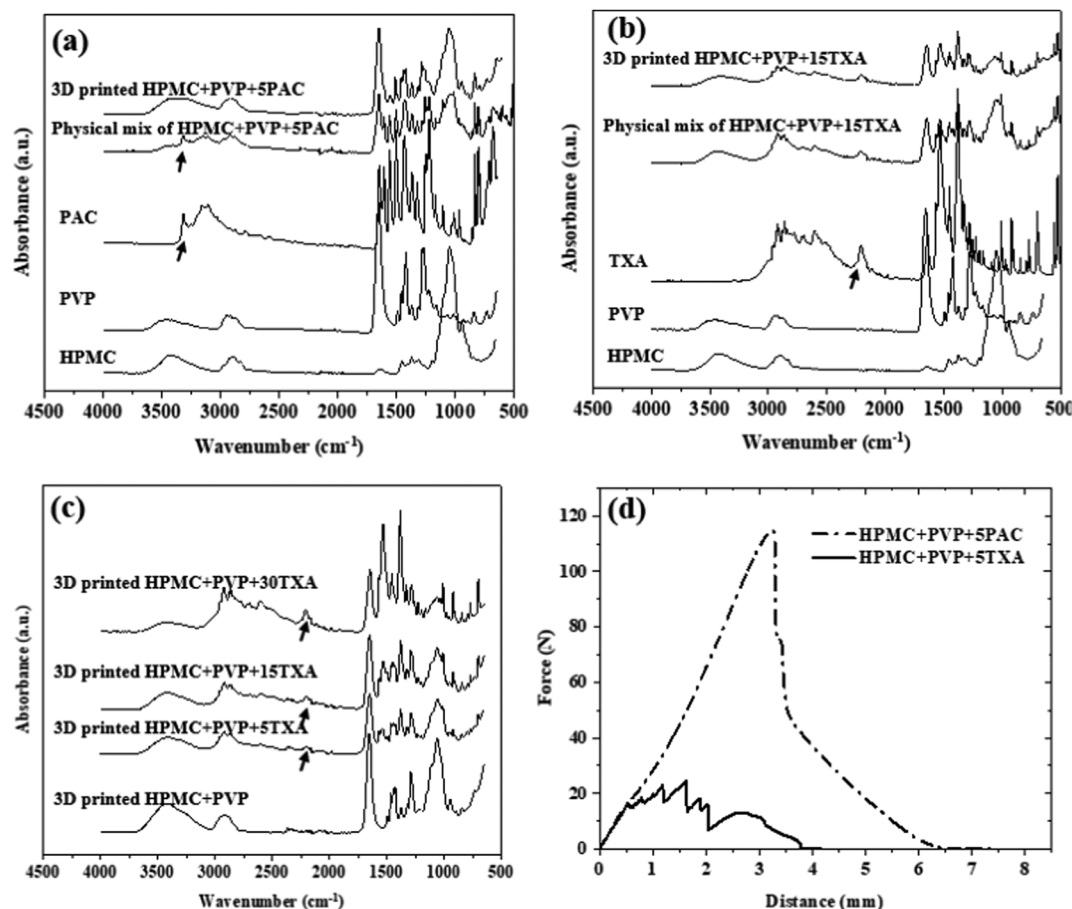 (a)
3D printed HPMC+PVP+5PAC
Physical mix of HPMC+PVP+5PAC
PAC
PVP
HPMC
Absorbance (a.u.)
4500 4000 3500 3000 2500 2000 1500 1000 500
Wavenumber (cm-1)
(b)
3D printed HPMC+PVP+15TXA
Physical mix of HPMC+PVP+15TXA
TXA
PVP
HPMC
Absorbance (a.u.)
4500 4000 3500 3000 2500 2000 1500 1000 500
Wavenumber (cm-1)
(c)
3D printed HPMC+PVP+30TXA
3D printed HPMC+PVP+15TXA
3D printed HPMC+PVP+5TXA
3D printed HPMC+PVP
Absorbance (a.u.)
4500 4000 3500 3000 2500 2000 1500 1000 500
Wavenumber (cm-1)
(d)
HPMC+PVP+5PAC
HPMC+PVP+5TXA
120
100
80
60
40
20
0
Force (N)
0 1 2 3 4 5 6 7 8
Distance (mm)